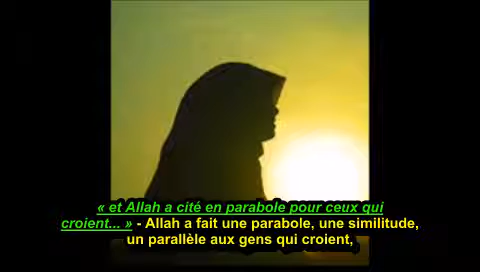 « et Allah a cité en parabole pour ceux qui
croient... » - Allah a fait une parabole, une similitude,
un parallèle aux gens qui croient,